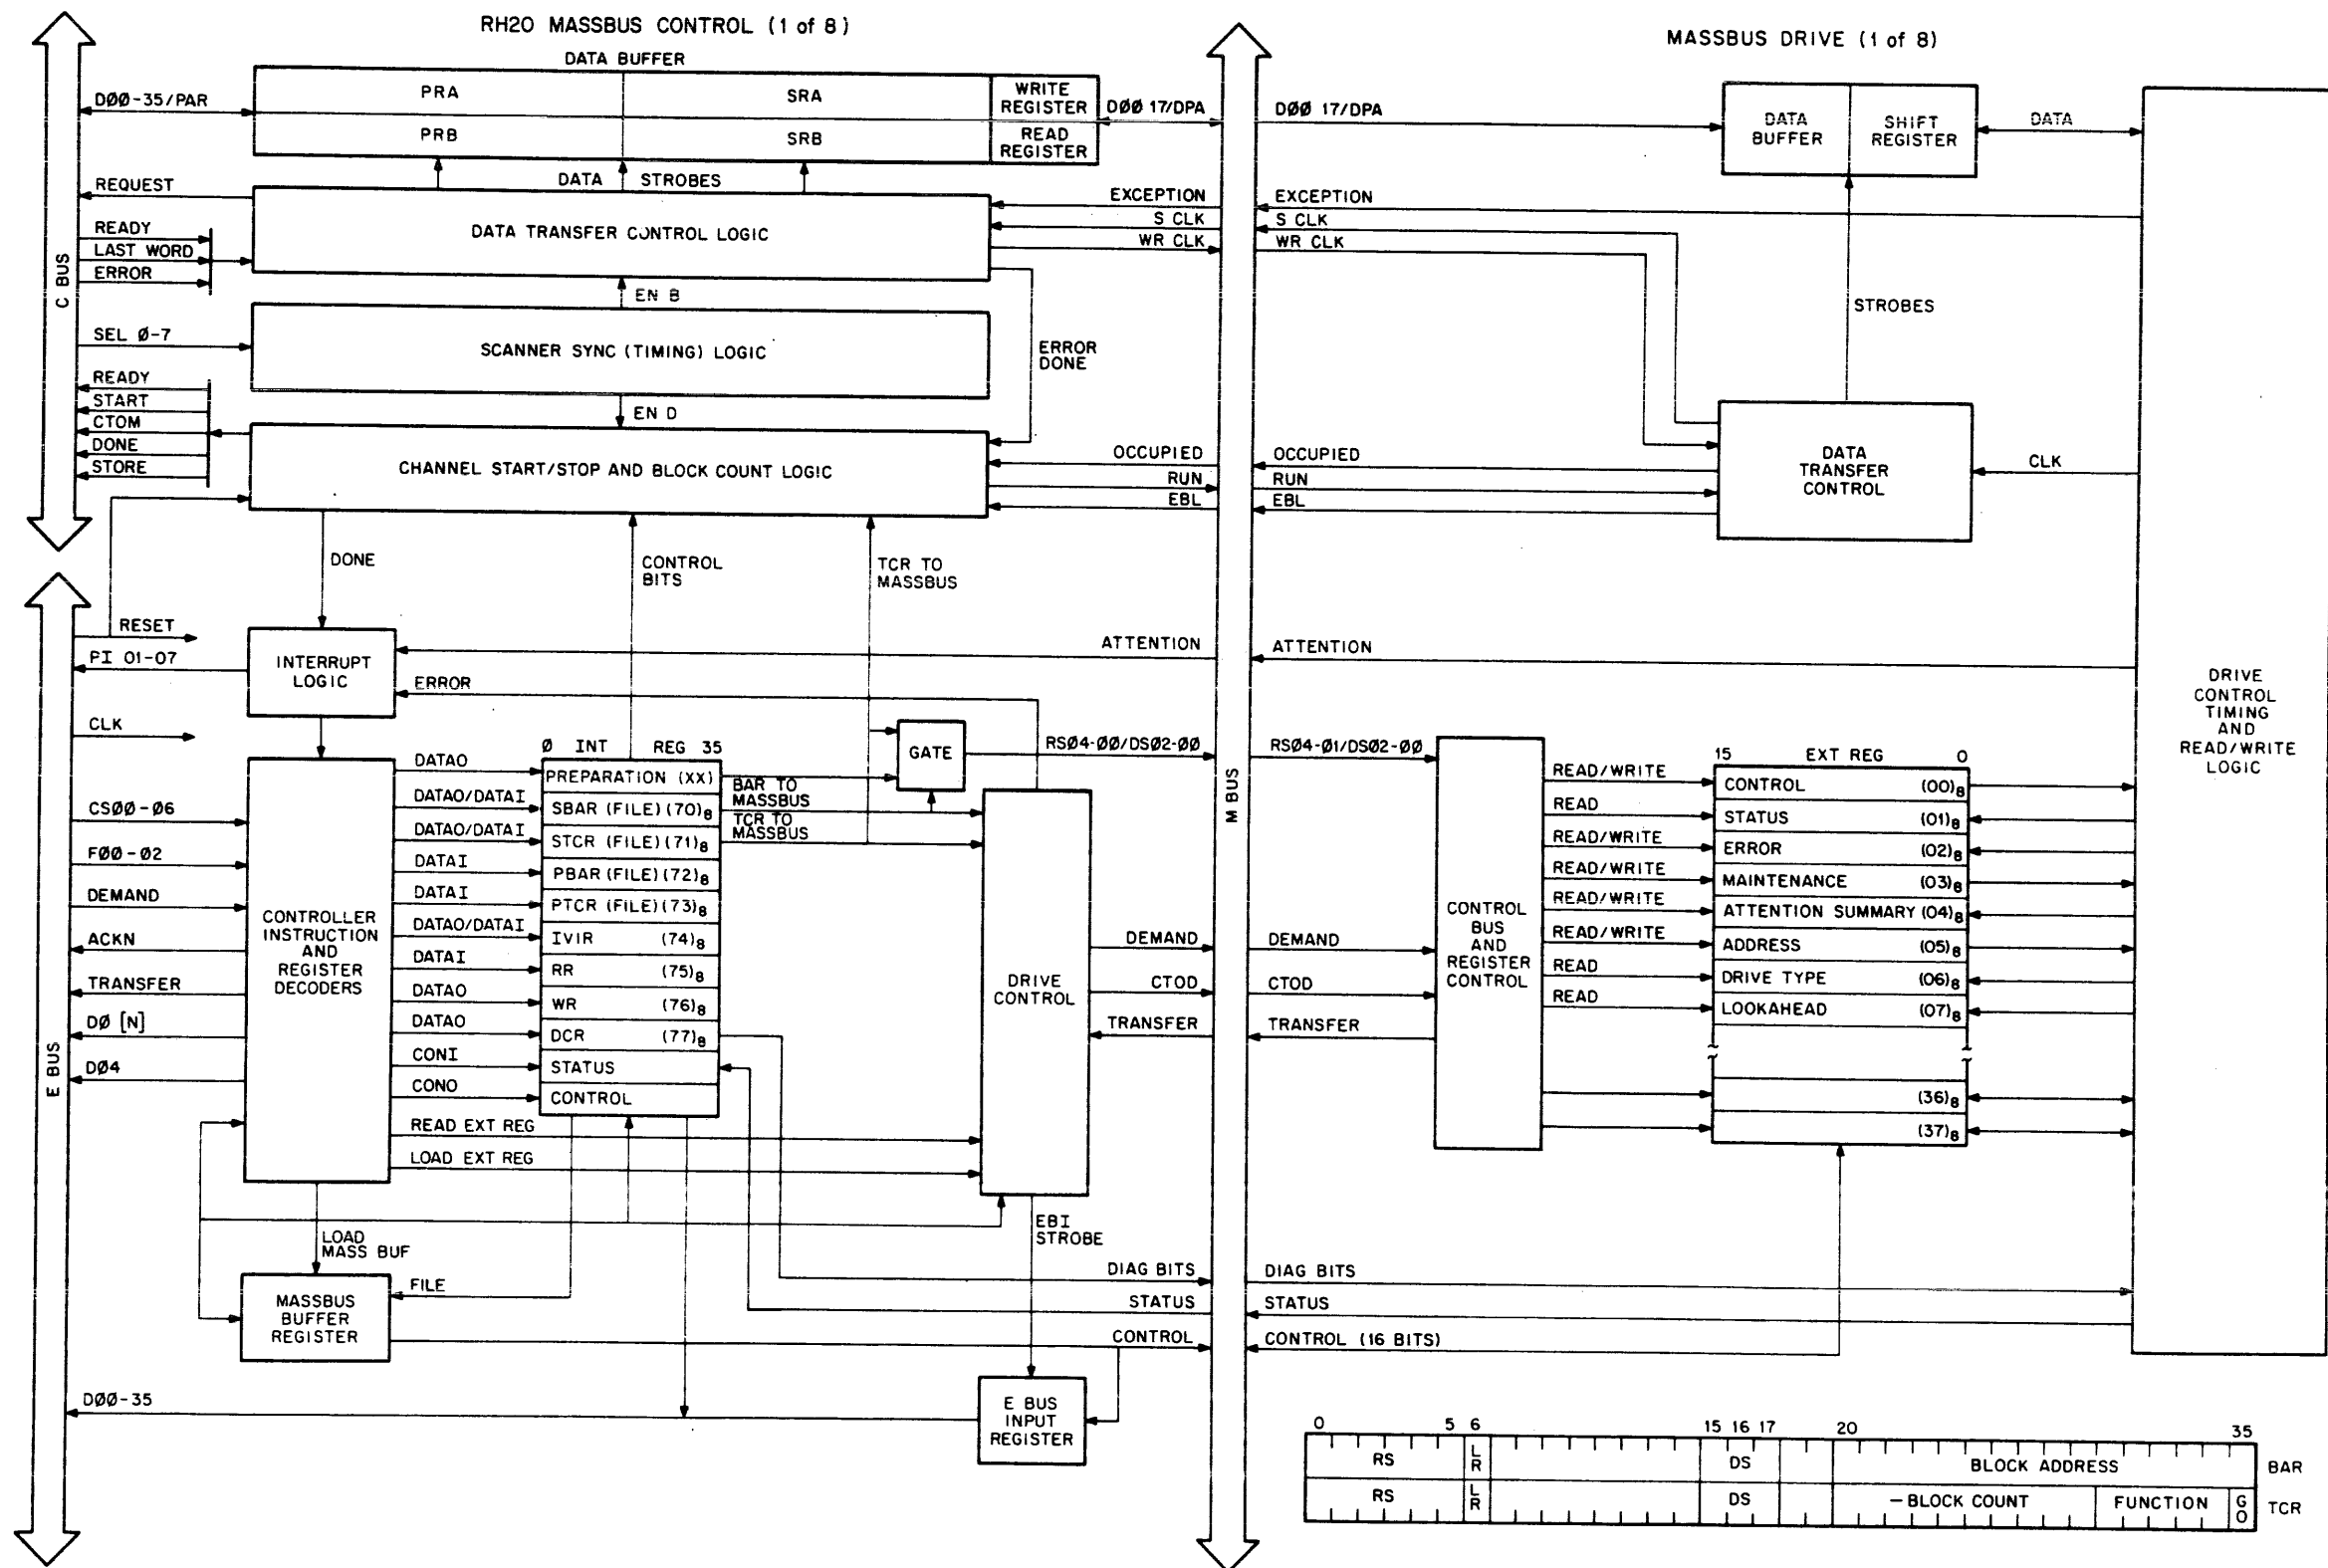 RH20 MASSBUS CONTROL (1 of 8)
MASSBUS DRIVE (1 of 8)
DATA BUFFER
PRA
SRA
WRITE
REGISTER
PRB
SRB
READ
REGISTER
DØØ-35/PAR
DØØ 17/DPA
DØØ 17/DPA
DATA
BUFFER
SHIFT
REGISTER
DATA
REQUEST
DATA STROBES
READY
LAST WORD
ERROR
DATA TRANSFER CONTROL LOGIC
EXCEPTION
S CLK
WR CLK
EXCEPTION
S CLK
WR CLK
C BUS
EN B
SEL Ø-7
SCANNER SYNC (TIMING) LOGIC
ERROR
DONE
STROBES
EN D
READY
START
CTOM
DONE
STORE
CHANNEL START/STOP AND BLOCK COUNT LOGIC
OCCUPIED
RUN
EBL
OCCUPIED
RUN
EBL
DATA
TRANSFER
CONTROL
CLK
DONE
CONTROL
BITS
TCR TO
MASSBUS
RESET
PI 01-07
INTERRUPT
LOGIC
ATTENTION
ATTENTION
ERROR
CLK
DRIVE
CONTROL
TIMING
AND
READ/WRITE
LOGIC
Ø INT REG 35
GATE
RSØ4-ØØ/DSØ2-ØØ
RSØ4-Ø1/DSØ2-ØØ
M BUS
15 EXT REG 0
DATAO
PREPARATION (XX)
BAR TO
MASSBUS
DATAO/DATAI
SBAR (FILE) (70)8
TCR TO
MASSBUS
DATAO/DATAI
STCR (FILE) (71)8
DATAI
PBAR (FILE) (72)8
DATAI
PTCR (FILE) (73)8
DATAO/DATAI
IVIR (74)8
DATAI
RR (75)8
DATAO
WR (76)8
DATAO
DCR (77)8
CONI
STATUS
CONO
CONTROL
READ EXT REG
LOAD EXT REG
CSØØ-Ø6
FØØ-Ø2
DEMAND
ACKN
TRANSFER
DØ [N]
DØ4
E BUS
CONTROLLER
INSTRUCTION
AND
REGISTER
DECODERS
DRIVE
CONTROL
DEMAND
CTOD
TRANSFER
DEMAND
CTOD
TRANSFER
CONTROL
BUS
AND
REGISTER
CONTROL
READ/WRITE
CONTROL (00)8
READ
STATUS (01)8
READ/WRITE
ERROR (02)8
READ/WRITE
MAINTENANCE (03)8
READ/WRITE
ATTENTION SUMMARY (04)8
READ/WRITE
ADDRESS (05)8
READ
DRIVE TYPE (06)8
READ
LOOKAHEAD (07)8
(36)8
(37)8
LOAD
MASS BUF
EBI
STROBE
MASSBUS
BUFFER
REGISTER
FILE
DIAG BITS
STATUS
CONTROL
DIAG BITS
STATUS
CONTROL (16 BITS)
DØØ-35
E BUS
INPUT
REGISTER
0 5 6 15 16 17 20 35
RS LR DS BLOCK ADDRESS BAR
RS LR DS -BLOCK COUNT FUNCTION GO TCR